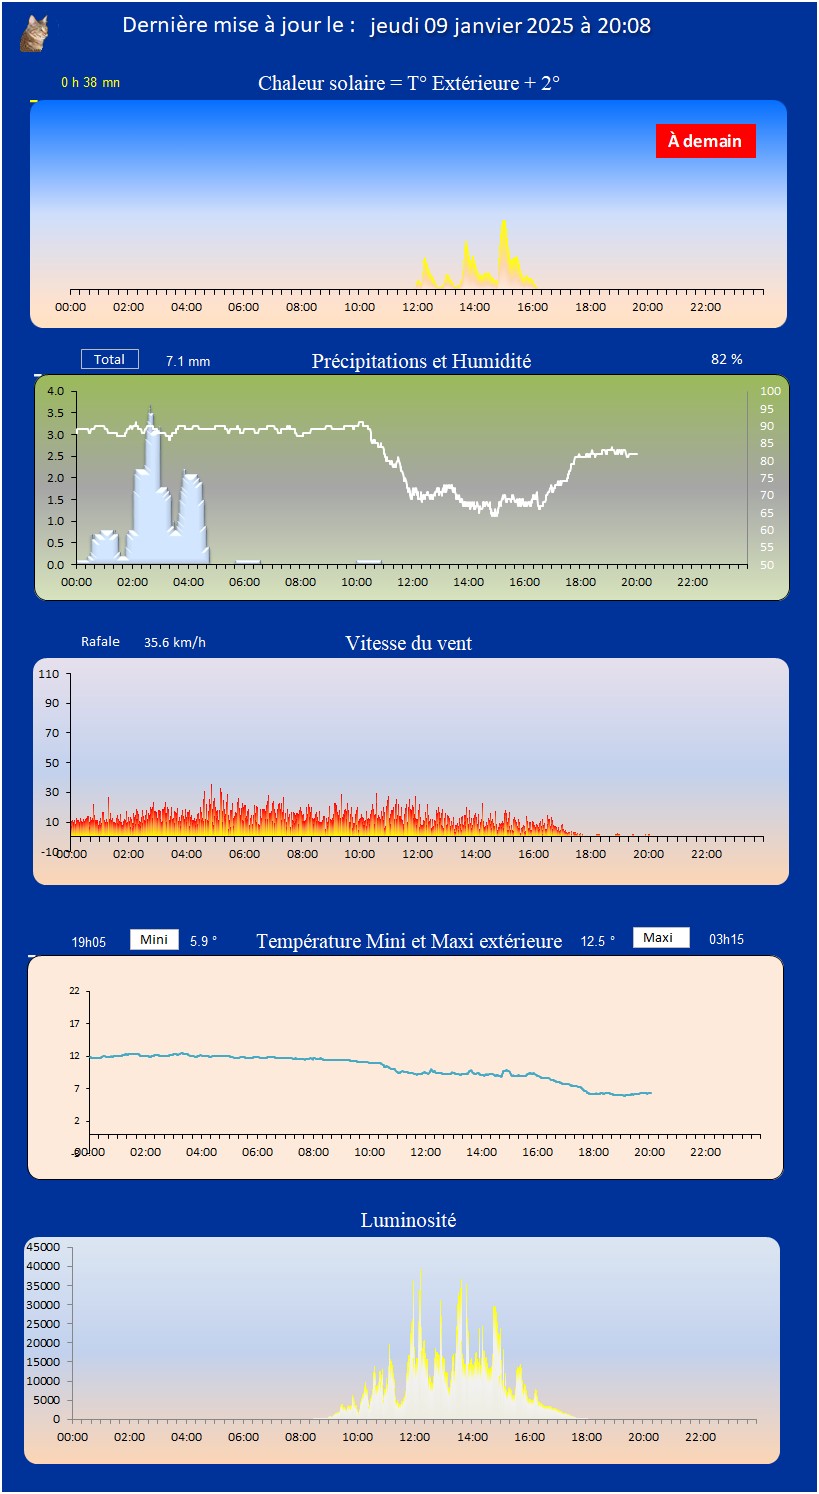 Dernière mise à jour le : jeudi 09 janvier 2025 à 20:08
0 h 38 mn Chaleur solaire = T° Extérieure + 2°
À demain
00:00 02:00 04:00 06:00 08:00 10:00 12:00 14:00 16:00 18:00 20:00 22:00
Total 7.1 mm Précipitations et Humidité 82 %
4.0 100
3.5 95
3.0 90
2.5 85
2.0 80
1.5 75
1.0 70
0.5 65
0.0 60
55
50
00:00 02:00 04:00 06:00 08:00 10:00 12:00 14:00 16:00 18:00 20:00 22:00
Rafale 35.6 km/h Vitesse du vent
110
90
70
50
30
10
-10
00:00 02:00 04:00 06:00 08:00 10:00 12:00 14:00 16:00 18:00 20:00 22:00
19h05 Mini 5.9 ° Température Mini et Maxi extérieure 12.5 ° Maxi 03h15
22
17
12
7
2
00:00 02:00 04:00 06:00 08:00 10:00 12:00 14:00 16:00 18:00 20:00 22:00
Luminosité
45000
40000
35000
30000
25000
20000
15000
10000
5000
0
00:00 02:00 04:00 06:00 08:00 10:00 12:00 14:00 16:00 18:00 20:00 22:00